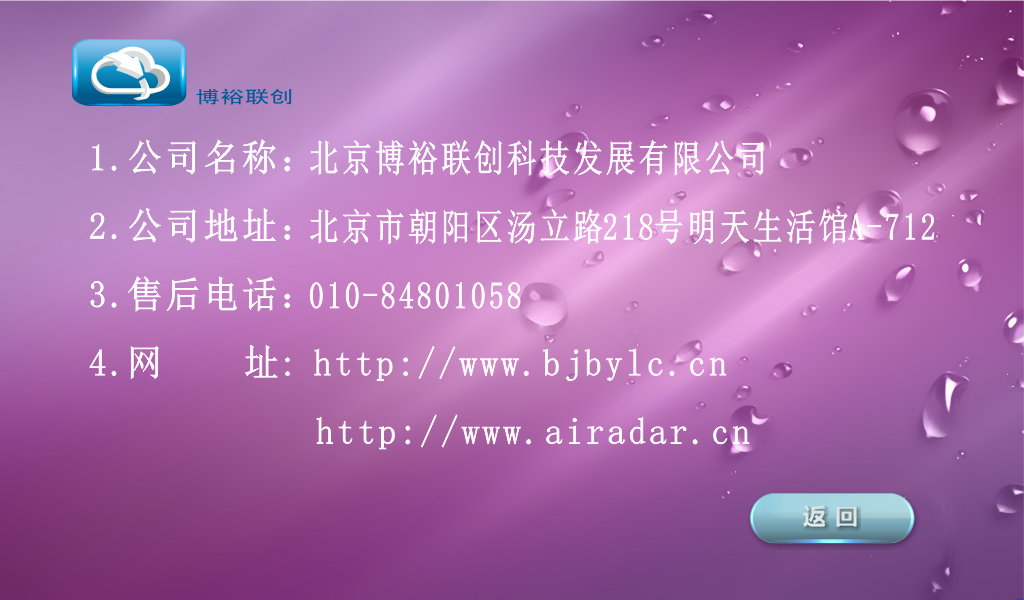 博裕联创
1.公司名称：北京博裕联创科技发展有限公司
2.公司地址：北京市朝阳区汤立路218号明天生活馆A-712
3.售后电话：010-84801058
4.网 址: http://www.bjbylc.cn
http://www.airadar.cn
返回